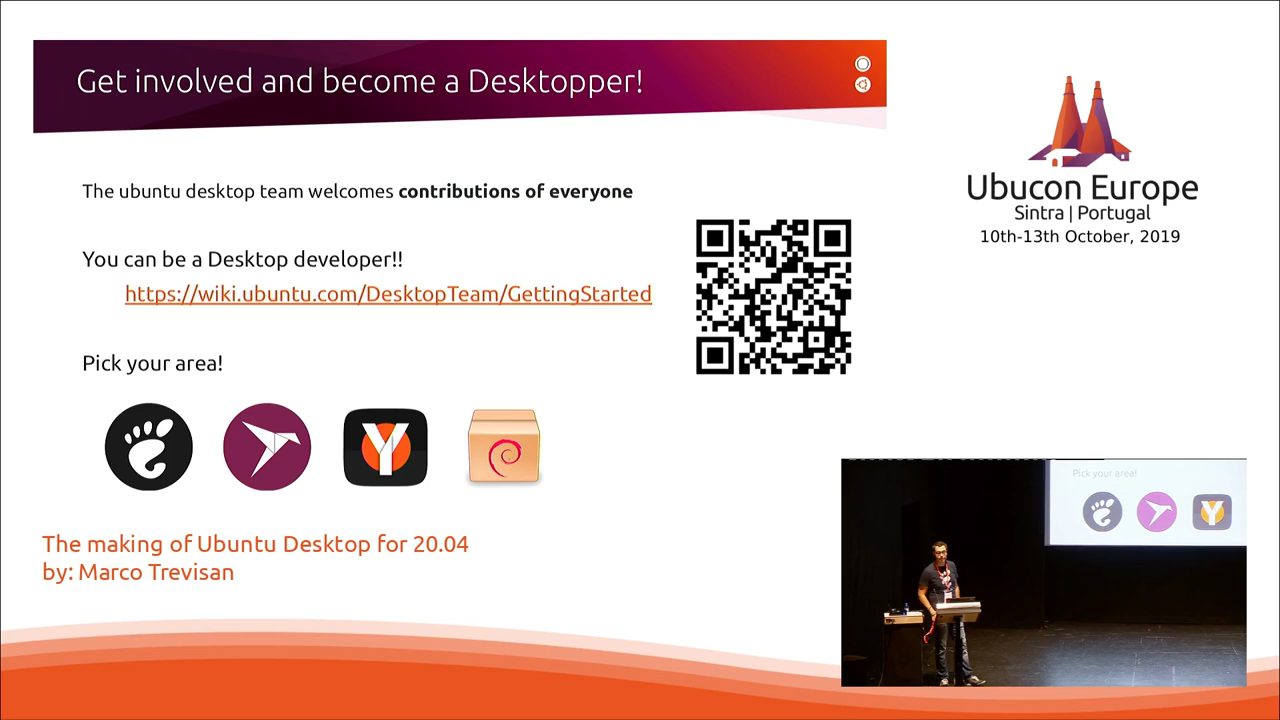 Get involved and become a Desktopper!
The ubuntu desktop team welcomes contributions of everyone
You can be a Desktop developer!!
https://wiki.ubuntu.com/DesktopTeam/GettingStarted
Pick your area!
The making of Ubuntu Desktop for 20.04
by: Marco Trevisan
Ubucon Europe
Sintra | Portugal
10th-13th October, 2019
Pick your area!